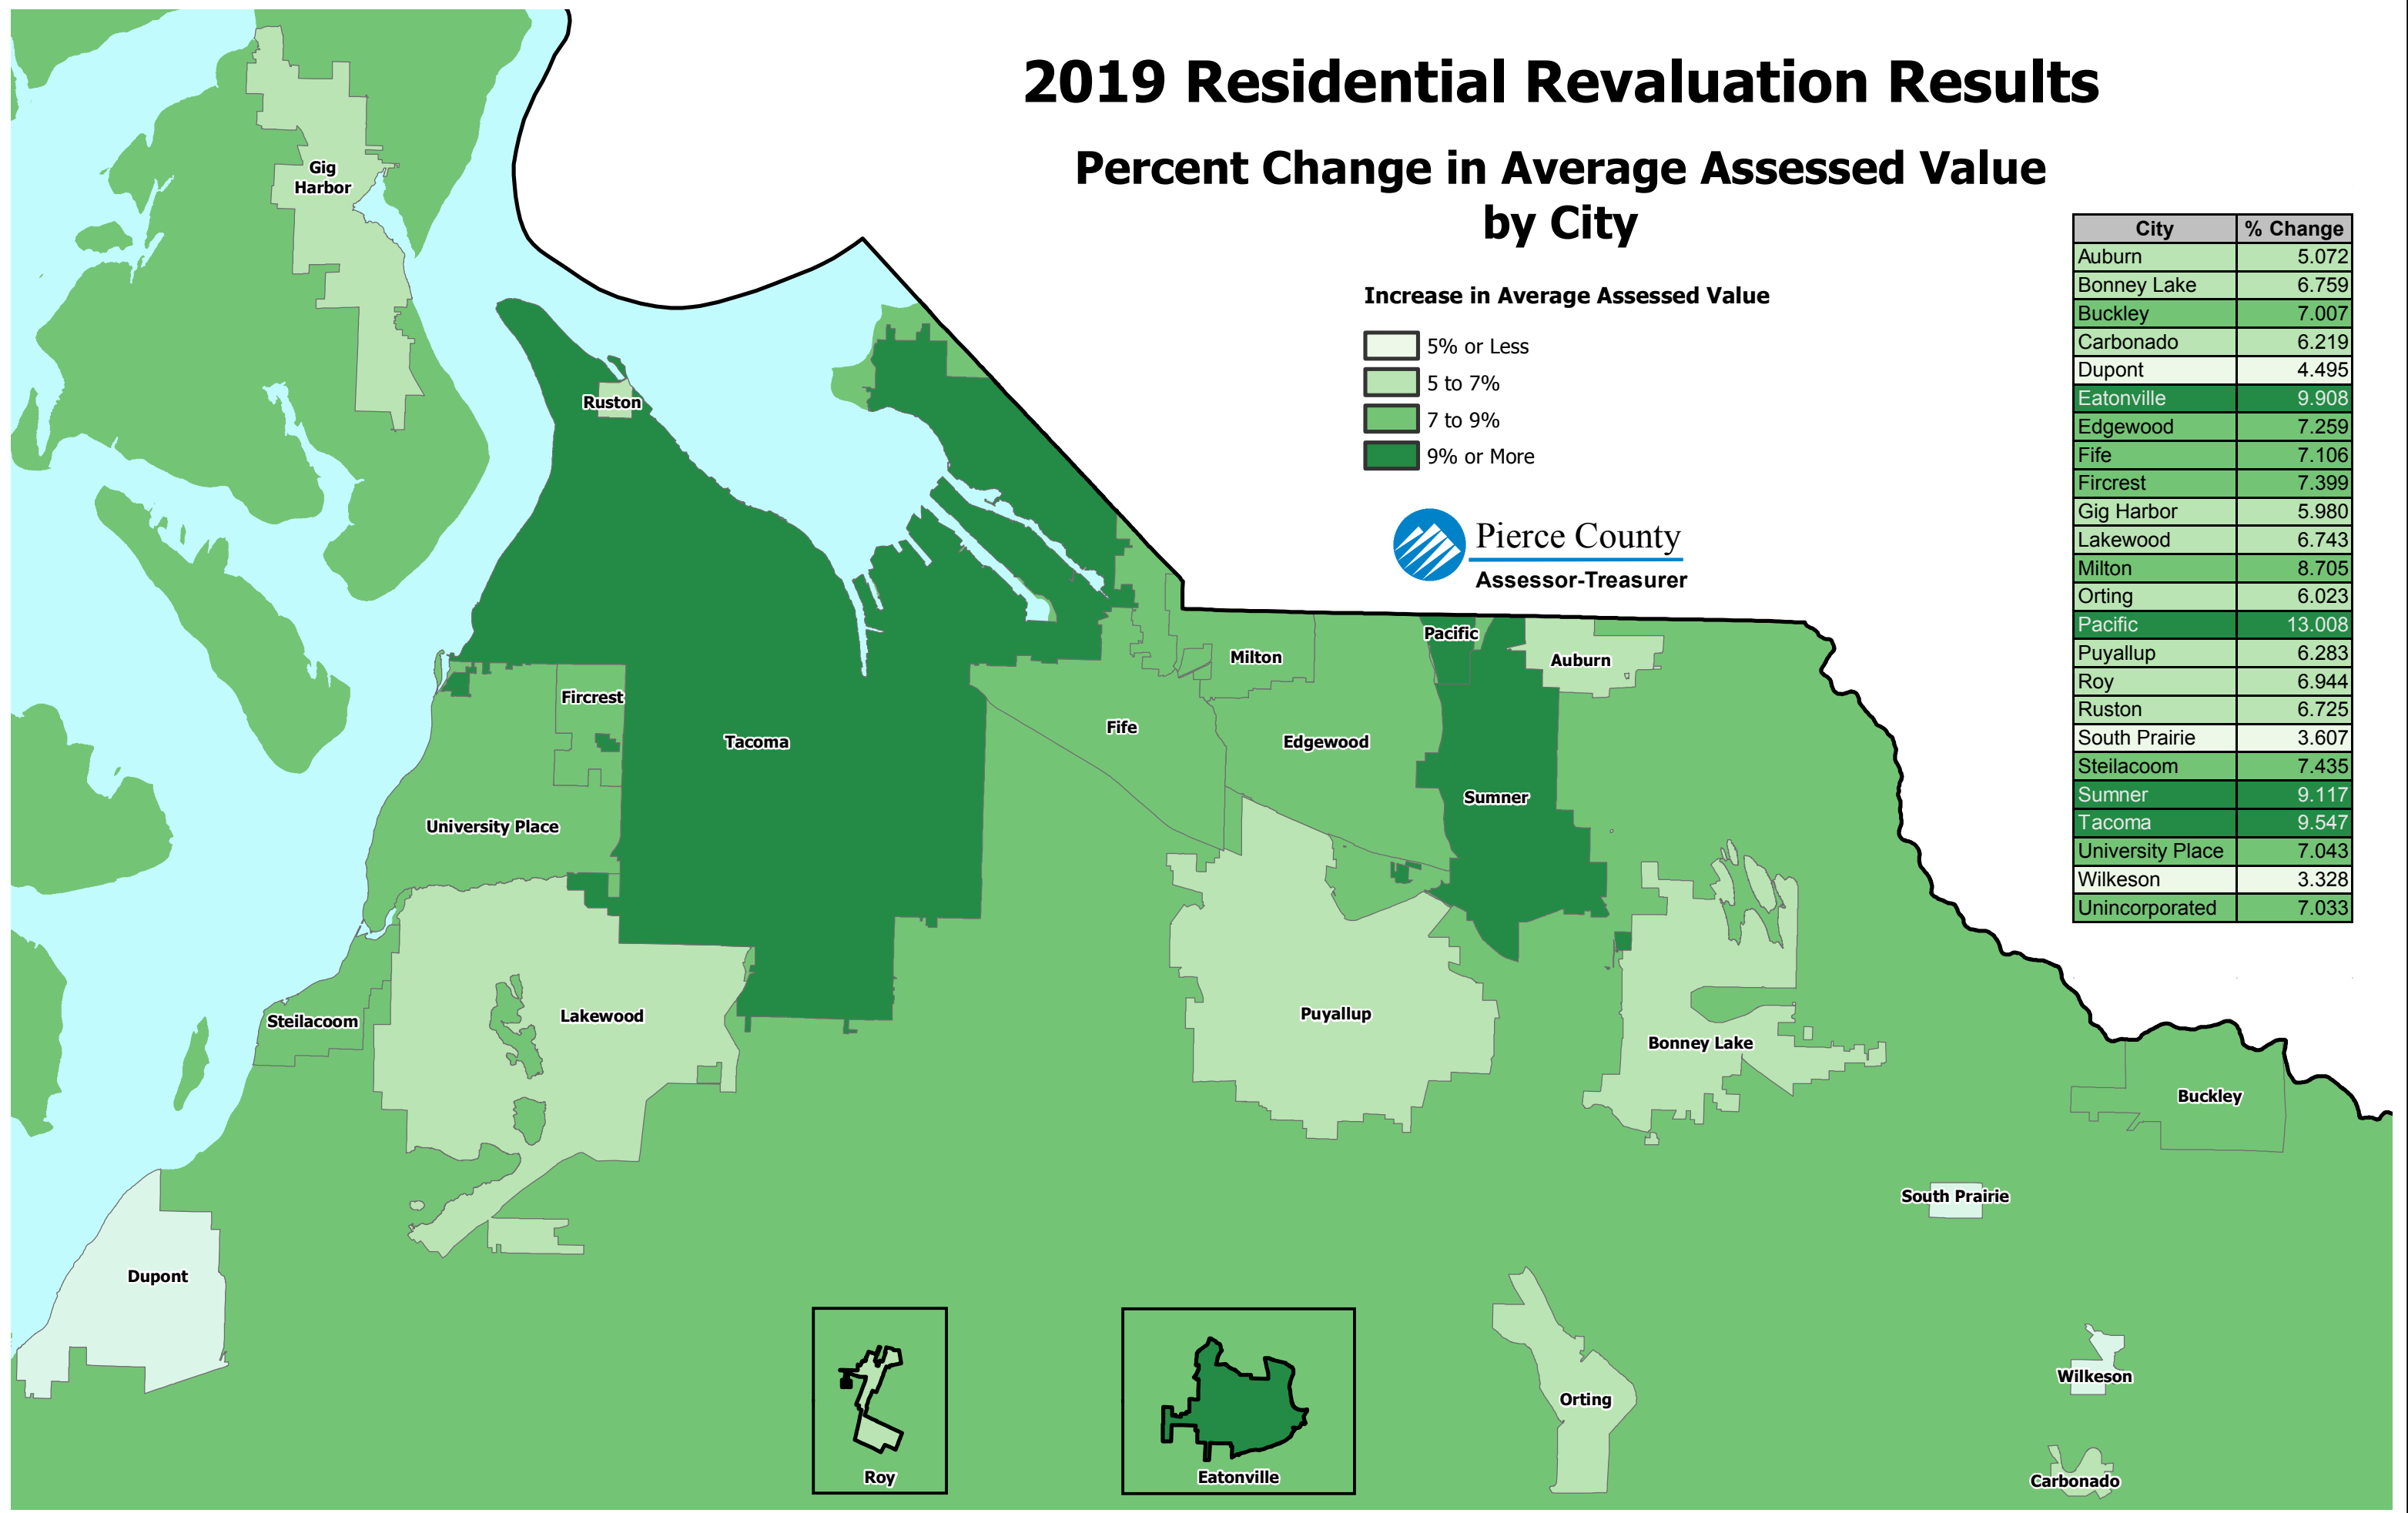 2019 Residential Revaluation Results
Percent Change in Average Assessed Value
by City
Increase in Average Assessed Value
5% or Less
5 to 7%
7 to 9%
9% or More
Pierce County
Assessor-Treasurer
City % Change
Auburn 5.072
Bonney Lake 6.759
Buckley 7.007
Carbonado 6.219
Dupont 4.495
Eatonville 9.908
Edgewood 7.259
Fife 7.106
Fircrest 7.399
Gig Harbor 5.980
Lakewood 6.743
Milton 8.705
Orting 6.023
Pacific 13.008
Puyallup 6.283
Roy 6.944
Ruston 6.725
South Prairie 3.607
Steilacoom 7.435
Sumner 9.117
Tacoma 9.547
University Place 7.043
Wilkeson 3.328
Unincorporated 7.033
Gig
Harbor
Ruston
Pacific
Milton
Auburn
Fircrest
Fife
Tacoma
Edgewood
Sumner
University Place
Puyallup
Lakewood
Steilacoom
Bonney Lake
Buckley
South Prairie
Dupont
Wilkeson
Orting
Roy
Eatonville
Carbonado